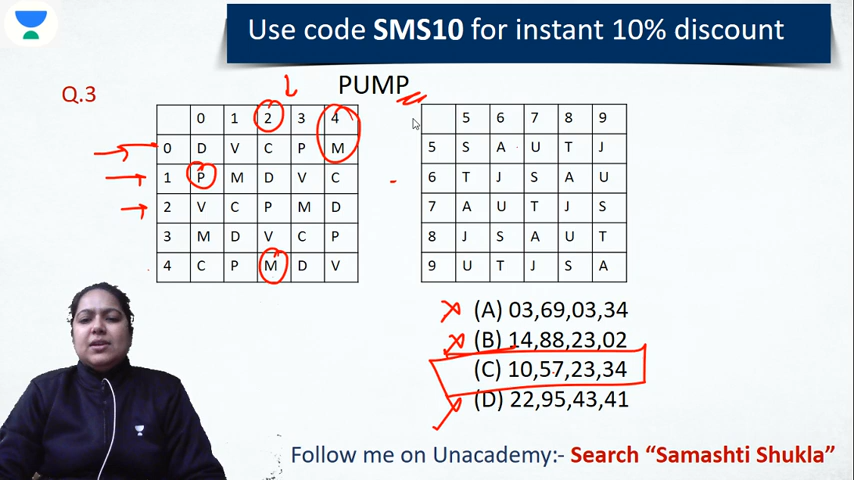 Use code SMS10 for instant 10% discount
Q.3
PUMP
0 1 2 3 4
0 D V C P M
1 P M D V C
2 V C P M D
3 M D V C P
4 C P M D V
5 6 7 8 9
5 S A U T J
6 T J S A U
7 A U T J S
8 J S A U T
9 U T J S A
(A) 03,69,03,34
(B) 14,88,23,02
(C) 10,57,23,34
(D) 22,95,43,41
Follow me on Unacademy:- Search “Samashti Shukla”